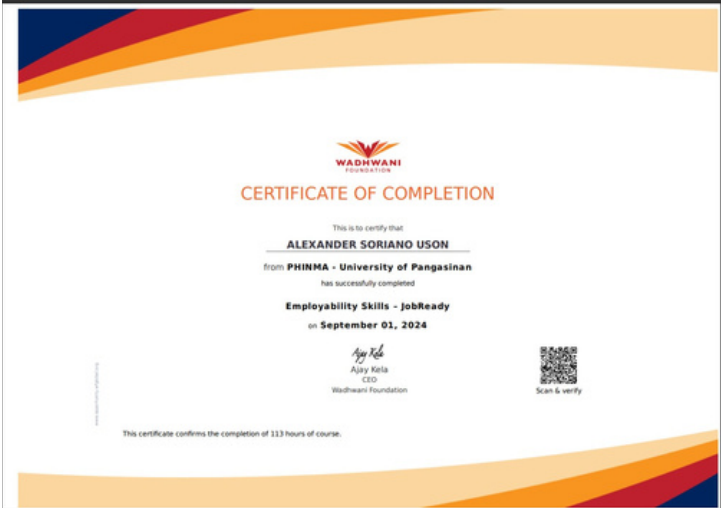 WADHWANI
FOUNDATION
CERTIFICATE OF COMPLETION
This is to certify that
ALEXANDER SORIANO USON
from PHINMA - University of Pangasinan
has successfully completed
Employability Skills – JobReady
on September 01, 2024
Ajay Kela
Ajay Kela
CEO
Wadhwani Foundation
Scan & verify
This certificate confirms the completion of 113 hours of course.